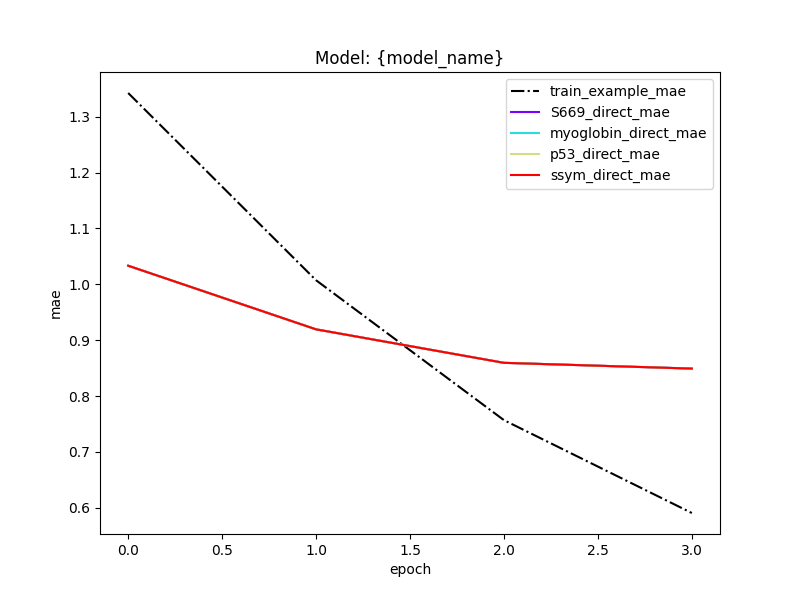 Model: {model_name}
train_example_mae
S669_direct_mae
myoglobin_direct_mae
p53_direct_mae
ssym_direct_mae
mae
1.3
1.2
1.1
1.0
0.9
0.8
0.7
0.6
0.0 0.5 1.0 1.5 2.0 2.5 3.0
epoch